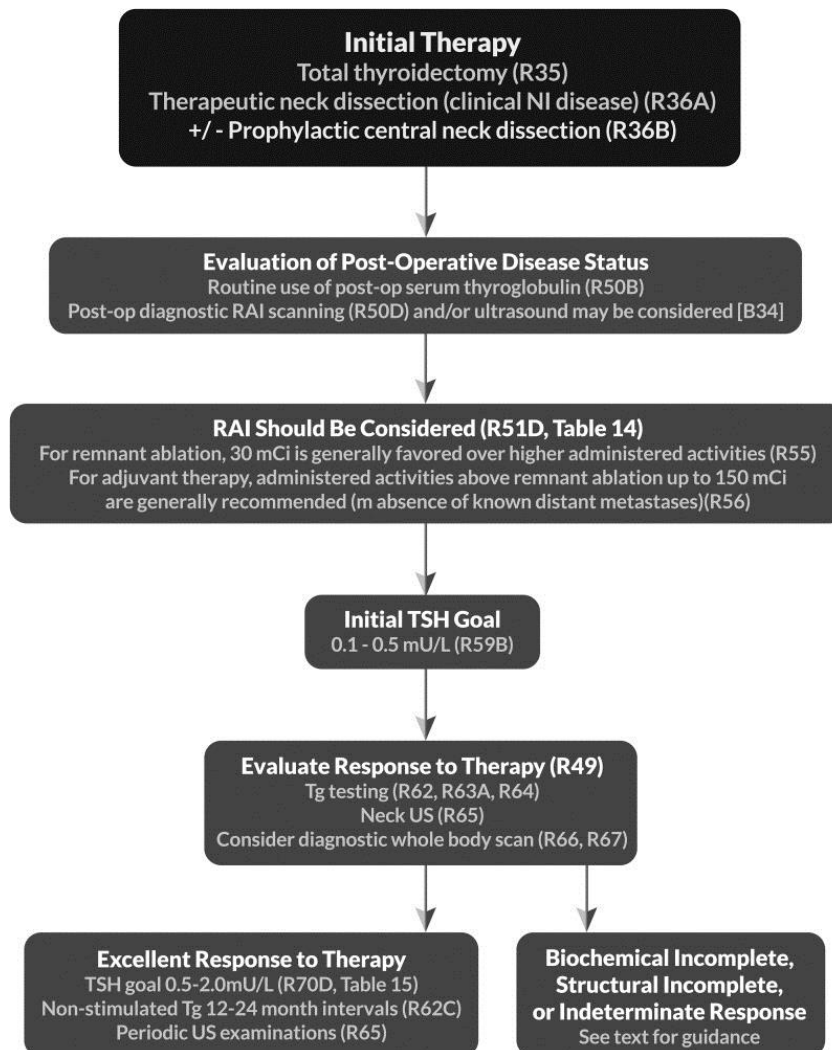 Initial Therapy
Total thyroidectomy (R35)
Therapeutic neck dissection (clinical NI disease) (R36A)
+/ - Prophylactic central neck dissection (R36B)
Evaluation of Post-Operative Disease Status
Routine use of post-op serum thyroglobulin (R50B)
Post-op diagnostic RAI scanning (R50D) and/or ultrasound may be considered [B34]
RAI Should Be Considered (R51D, Table 14)
For remnant ablation, 30 mCi is generally favored over higher administered activities (R55)
For adjuvant therapy, administered activities above remnant ablation up to 150 mCi
are generally recommended (m absence of known distant metastases)(R56)
Initial TSH Goal
0.1 - 0.5 mU/L (R59B)
Evaluate Response to Therapy (R49)
Tg testing (R62, R63A, R64)
Neck US (R65)
Consider diagnostic whole body scan (R66, R67)
Excellent Response to Therapy
TSH goal 0.5-2.0mU/L (R70D, Table 15)
Non-stimulated Tg 12-24 month intervals (R62C)
Periodic US examinations (R65)
Biochemical Incomplete,
Structural Incomplete,
or Indeterminate Response
See text for guidance